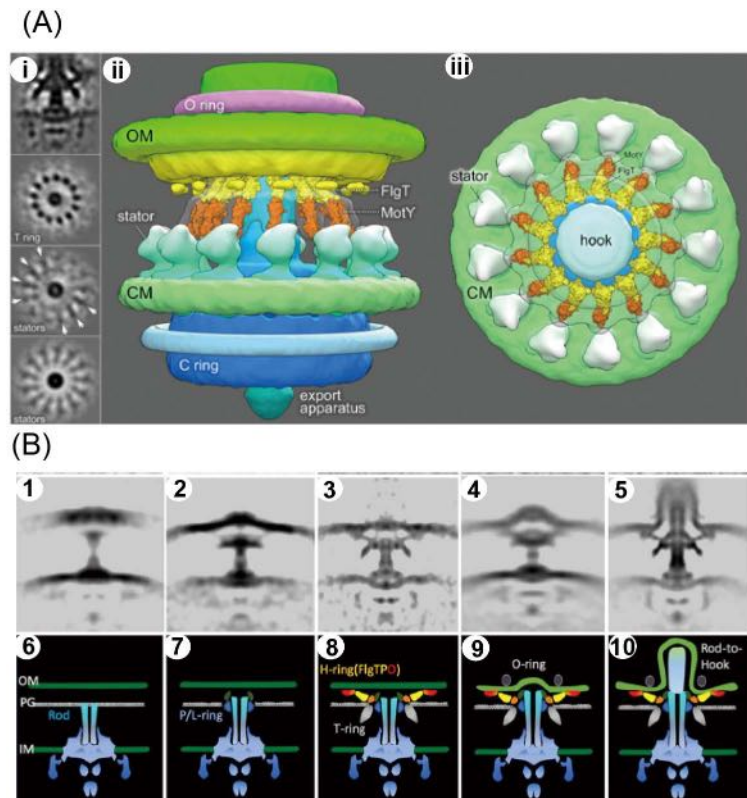 (A)
i
T ring
stators
stators
ii
O ring
OM
FlgT
MotY
stator
CM
C ring
export
apparatus
iii
MotY
FlgT
stator
hook
CM
(B)
1
2
3
4
5
6
OM
PG
Rod
IM
7
P/L-ring
8
H-ring(FlgTPO)
T-ring
9
O-ring
10
Rod-to-
Hook